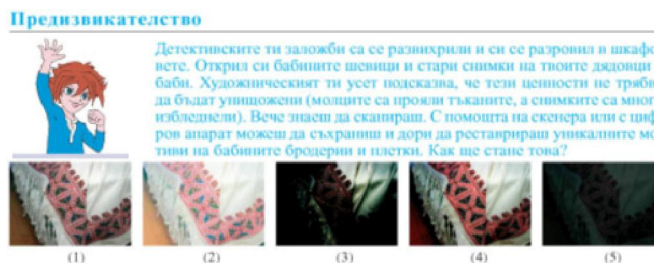 Предизвикателство
Детективските ти заложби са се развихрили и си се разровил в шкафо
вете. Открил си бабините шевици и стари снимки на твоите дядовци
баби. Художническият ти усет подсказва, че тези ценности не трябв
да бъдат унищожени (молците са прояли тъканите, а снимките са мног
избледнели). Вече знаеш да сканираш. С помощта на скенера или с циф
ров апарат можеш да съхраниш и дори да реставрираш уникалните мо
тиви на бабините бродерии и плетки. Как ще стане това?
(1) (2) (3) (4) (5)